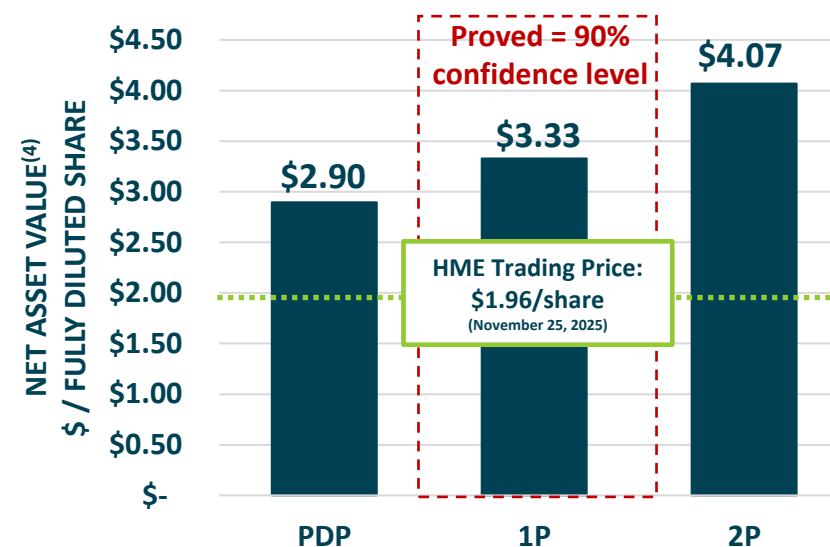 NET ASSET VALUE(4)
$ / FULLY DILUTED SHARE
$4.50
$4.00
$3.50
$3.00
$2.50
$2.00
$1.50
$1.00
$0.50
$-
Proved = 90%
confidence level
$2.90
$3.33
$4.07
HME Trading Price:
$1.96/share
(November 25, 2025)
PDP
1P
2P